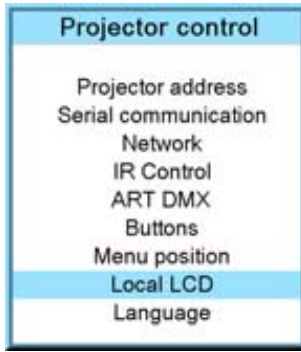 Projector control
Projector address
Serial communication
Network
IR Control
ART DMX
Buttons
Menu position
Local LCD
Language